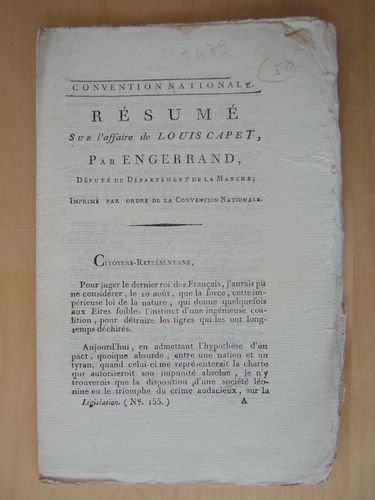 5479
(59)
CONVENTION NATIONALE.
RÉSUMÉ
SUR l'affaire de LOUIS CAPET,
PAR ENGERRAND,
DÉPUTÉ DU DÉPARTEMENT DE LA MANCHE;
IMPRIMÉ PAR ORDRE DE LA CONVENTION NATIONALE.
CITOYENS-REPRÉSENTANS,
Pour juger le dernier roi des Français, j'aurais pu
ne considérer, le 10 août, que la force, cette im-
périeuse loi de la nature, qui donne quelquefois
aux Etres foibles l'instinct d'une ingénieuse coa-
lition, pour détruire les tigres qui les ont long-
temps déchirés.
Aujourd'hui, en admettant l'hypothèse d'un
pact, quoique absurde, entre une nation et un
tyran, quand celui-ci me représenterait la charte
qui autoriseroit son impunité absolue, je n'y
trouverois que la disposition d'une société léo-
nine ou le triomphe du crime audacieux, sur la
Législation. (Nº. 155.) A